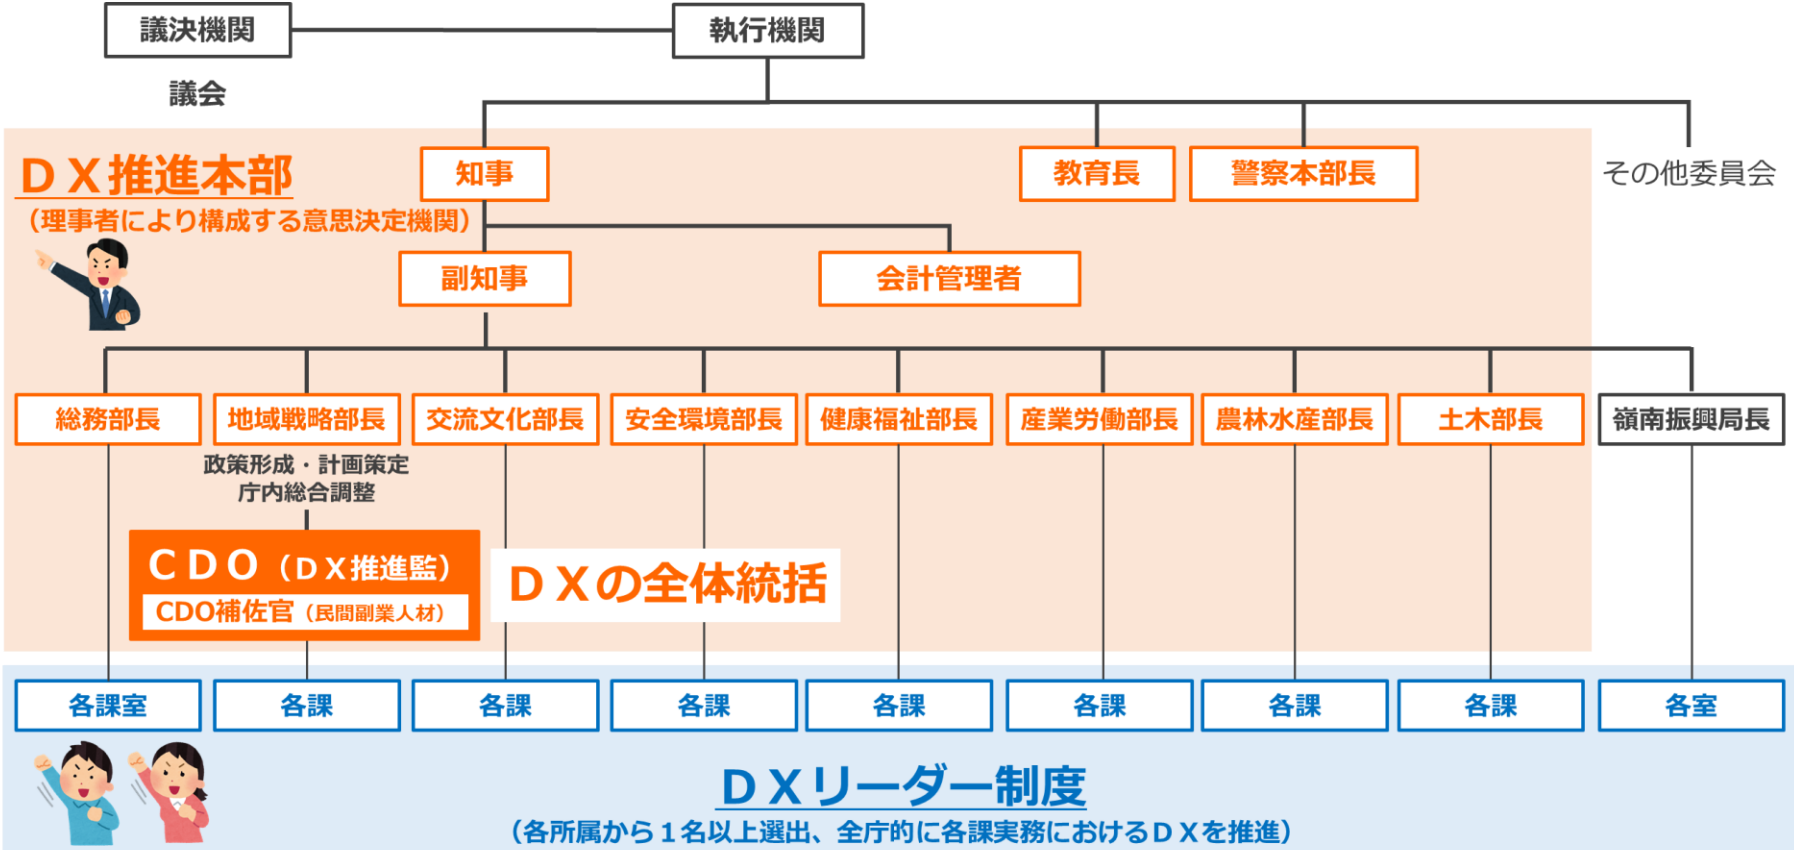 議決機関
執行機関
議会
ＤＸ推進本部
（理事者により構成する意思決定機関）
知事
教育長
警察本部長
その他委員会
副知事
会計管理者
総務部長
地域戦略部長
交流文化部長
安全環境部長
健康福祉部長
産業労働部長
農林水産部長
土木部長
嶺南振興局長
政策形成・計画策定
庁内総合調整
ＣＤＯ（ＤＸ推進監）
CDO補佐官（民間副業人材）
ＤＸの全体統括
各課室
各課
各課
各課
各課
各課
各課
各課
各室
ＤＸリーダー制度
（各所属から１名以上選出、全庁的に各課実務におけるＤＸを推進）